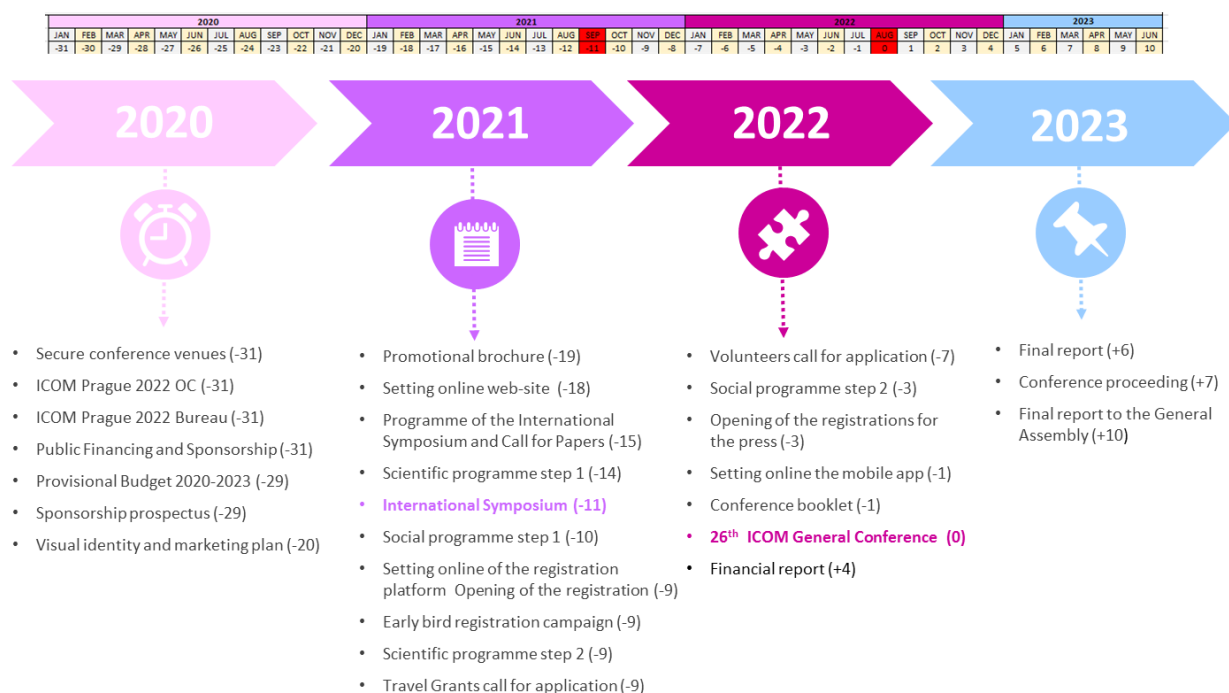 2020 2021 2022 2023
JAN FEB MAR APR MAY JUN JUL AUG SEP OCT NOV DEC JAN FEB MAR APR MAY JUN JUL AUG SEP OCT NOV DEC JAN FEB MAR APR MAY JUN JUL AUG SEP OCT NOV DEC JAN FEB MAR APR MAY JUN
-31 -30 -29 -28 -27 -26 -25 -24 -23 -22 -21 -20 -19 -18 -17 -16 -15 -14 -13 -12 -11 -10 -9 -8 -7 -6 -5 -4 -3 -2 -1 0 1 2 3 4 5 6 7 8 9 10
2020
2021
2022
2023
• Secure conference venues (-31)
• ICOM Prague 2022 OC (-31)
• ICOM Prague 2022 Bureau (-31)
• Public Financing and Sponsorship (-31)
• Provisional Budget 2020-2023 (-29)
• Sponsorship prospectus (-29)
• Visual identity and marketing plan (-20)
• Promotional brochure (-19)
• Setting online web-site (-18)
• Programme of the International
Symposium and Call for Papers (-15)
• Scientific programme step 1 (-14)
• International Symposium (-11)
• Social programme step 1 (-10)
• Setting online of the registration
platform Opening of the registration (-9)
• Early bird registration campaign (-9)
• Scientific programme step 2 (-9)
• Travel Grants call for application (-9)
• Volunteers call for application (-7)
• Social programme step 2 (-3)
• Opening of the registrations for
the press (-3)
• Setting online the mobile app (-1)
• Conference booklet (-1)
• 26th ICOM General Conference (0)
• Financial report (+4)
• Final report (+6)
• Conference proceeding (+7)
• Final report to the General
Assembly (+10)